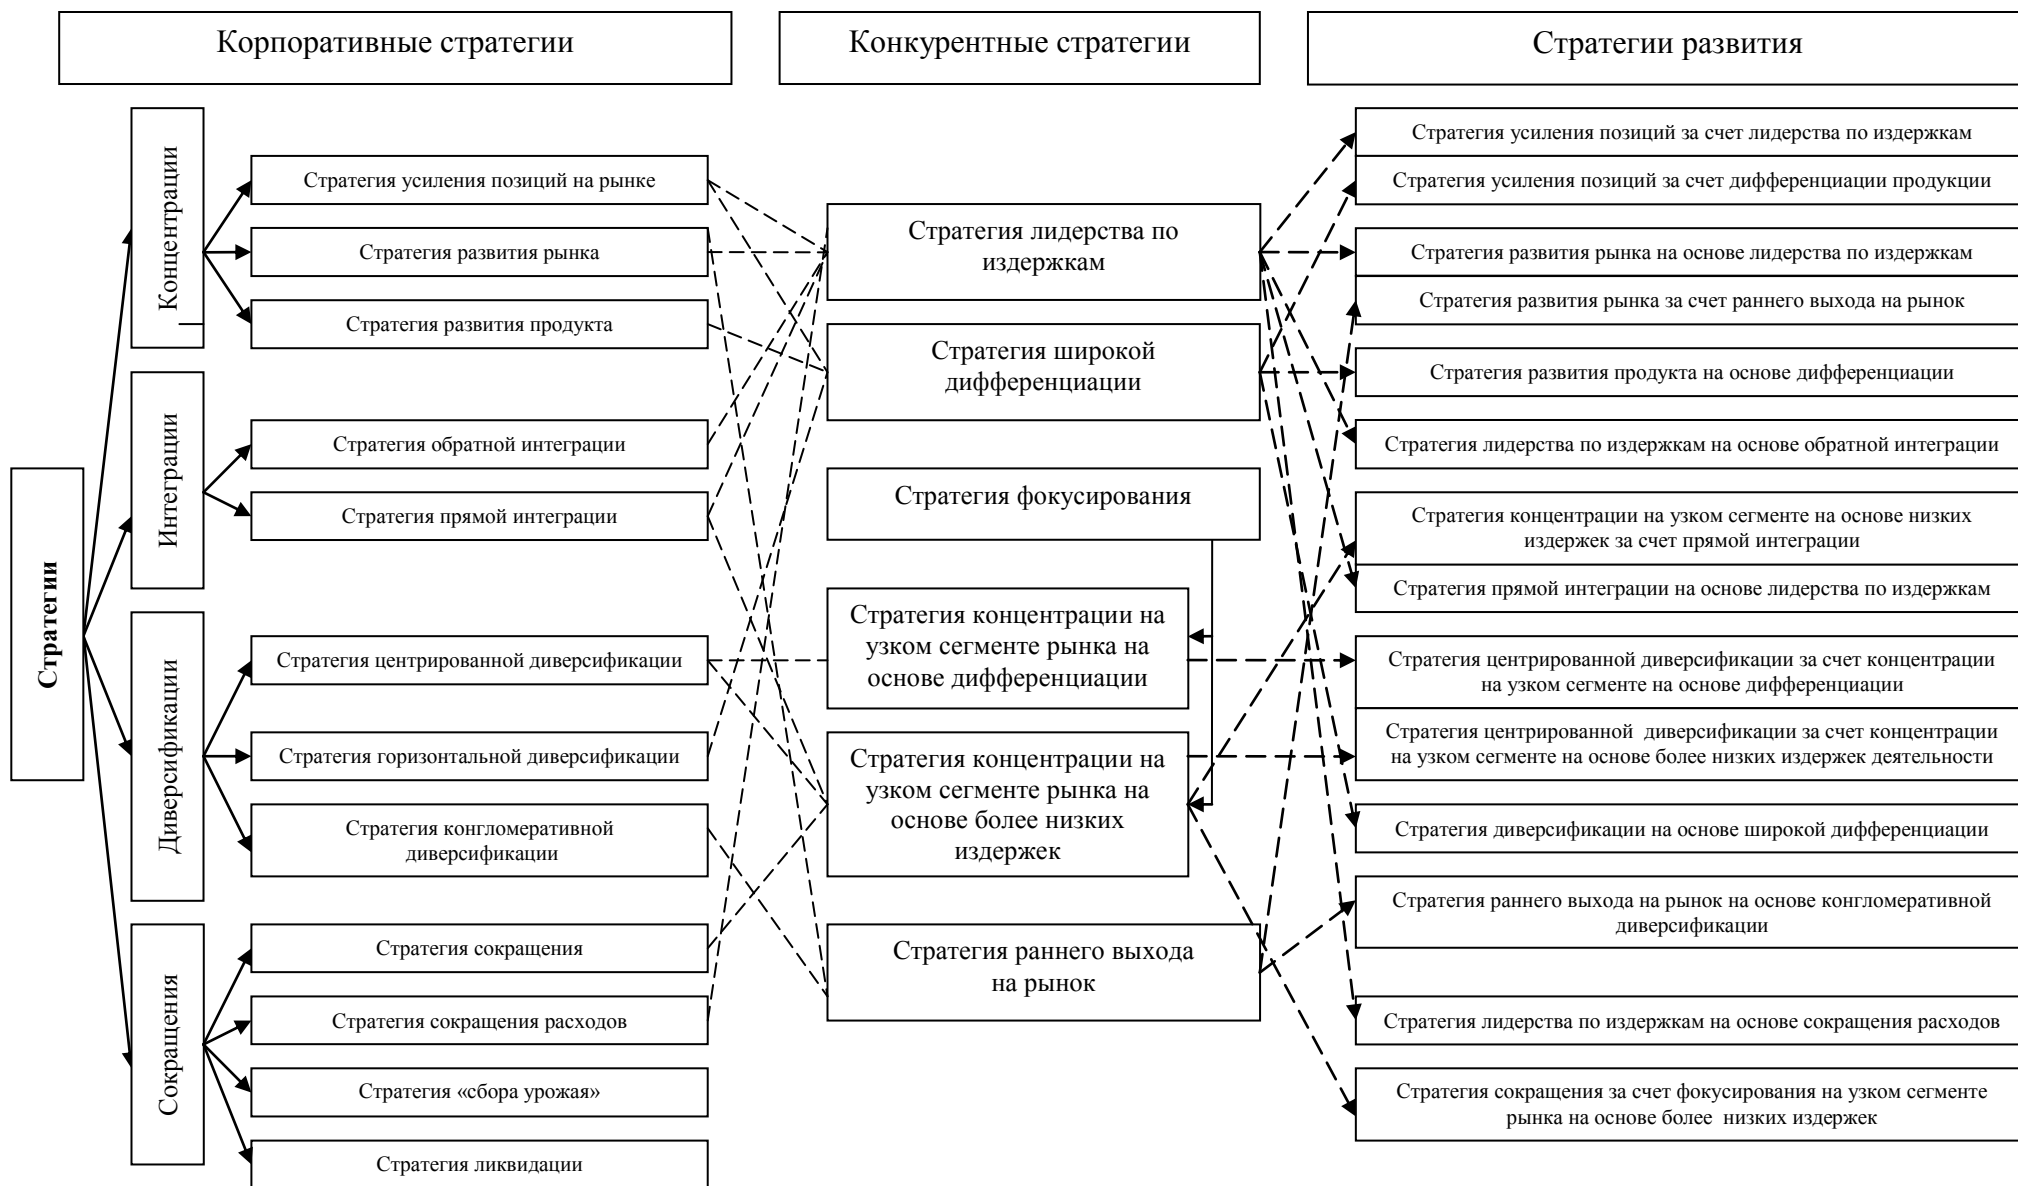 Корпоративные стратегии
Конкурентные стратегии
Стратегии развития
Стратегии
Концентрации
Стратегия усиления позиций на рынке
Стратегия развития рынка
Стратегия развития продукта
Интеграции
Стратегия обратной интеграции
Стратегия прямой интеграции
Диверсификации
Стратегия центрированной диверсификации
Стратегия горизонтальной диверсификации
Стратегия конгломеративной
диверсификации
Сокращения
Стратегия сокращения
Стратегия сокращения расходов
Стратегия «сбора урожая»
Стратегия ликвидации
Стратегия лидерства по
издержкам
Стратегия широкой
дифференциации
Стратегия фокусирования
Стратегия концентрации на
узком сегменте рынка на
основе дифференциации
Стратегия концентрации на
узком сегменте рынка на
основе более низких
издержек
Стратегия раннего выхода
на рынок
Стратегия усиления позиций за счет лидерства по издержкам
Стратегия усиления позиций за счет дифференциации продукции
Стратегия развития рынка на основе лидерства по издержкам
Стратегия развития рынка за счет раннего выхода на рынок
Стратегия развития продукта на основе дифференциации
Стратегия лидерства по издержкам на основе обратной интеграции
Стратегия концентрации на узком сегменте на основе низких
издержек за счет прямой интеграции
Стратегия прямой интеграции на основе лидерства по издержкам
Стратегия центрированной диверсификации за счет концентрации
на узком сегменте на основе дифференциации
Стратегия центрированной диверсификации за счет концентрации
на узком сегменте на основе более низких издержек деятельности
Стратегия диверсификации на основе широкой дифференциации
Стратегия раннего выхода на рынок на основе конгломеративной
диверсификации
Стратегия лидерства по издержкам на основе сокращения расходов
Стратегия сокращения за счет фокусирования на узком сегменте
рынка на основе более низких издержек